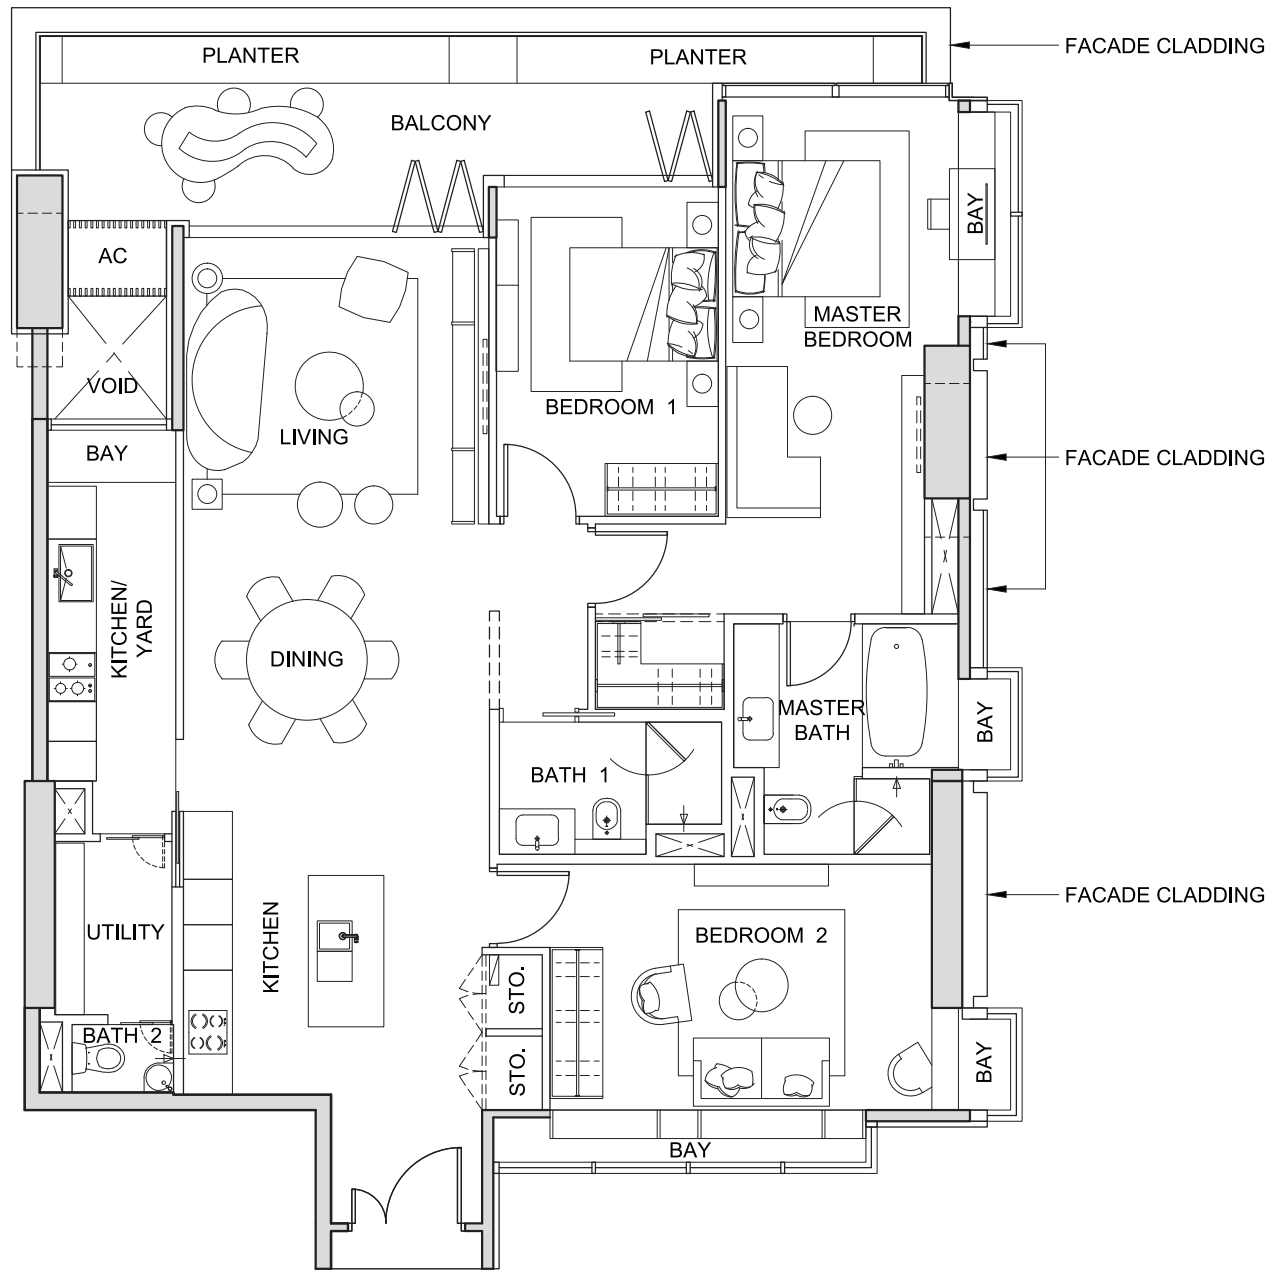 FACADE CLADDING
PLANTER
PLANTER
BALCONY
BAY
AC
MASTER
BEDROOM
VOID
BEDROOM 1
LIVING
BAY
FACADE CLADDING
KITCHEN/
YARD
DINING
MASTER
BATH
BAY
BATH 1
FACADE CLADDING
UTILITY
KITCHEN
BEDROOM 2
STO.
BATH 2
STO.
BAY
BAY